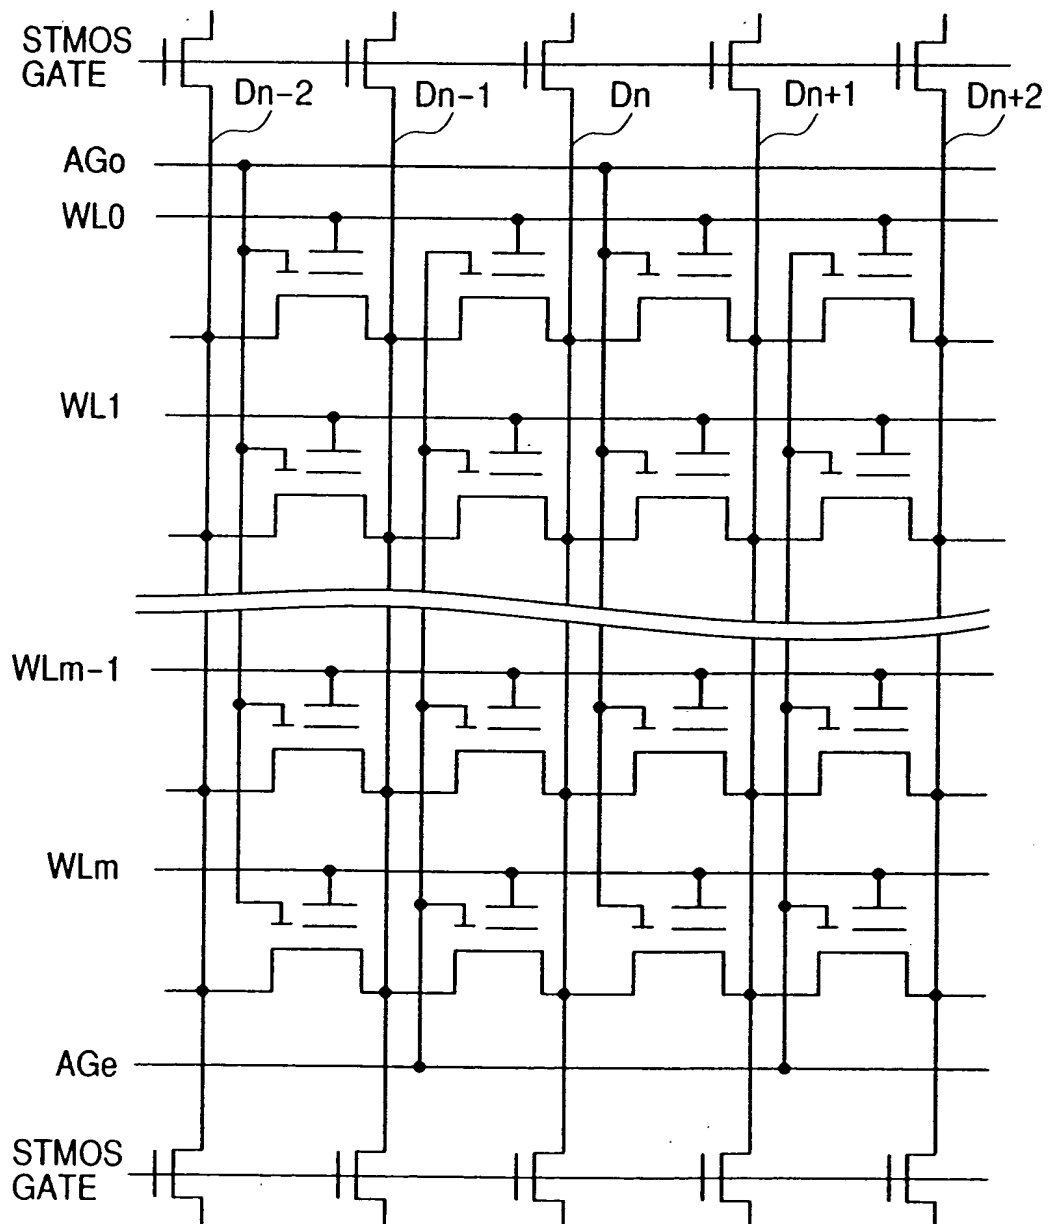 STMOS
GATE
Dn-2
Dn-1
Dn
Dn+1
Dn+2
AGo
WL0
WL1
WLm-1
WLm
AGe
STMOS
GATE